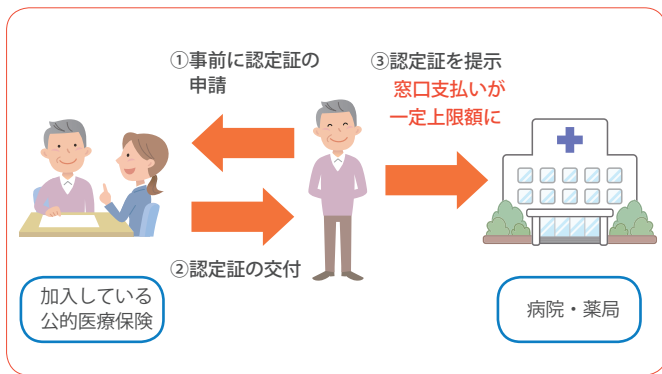 ①事前に認定証の
申請
③認定証を提示
窓口支払いが
一定上限額に
②認定証の交付
加入している
公的医療保険
病院・薬局